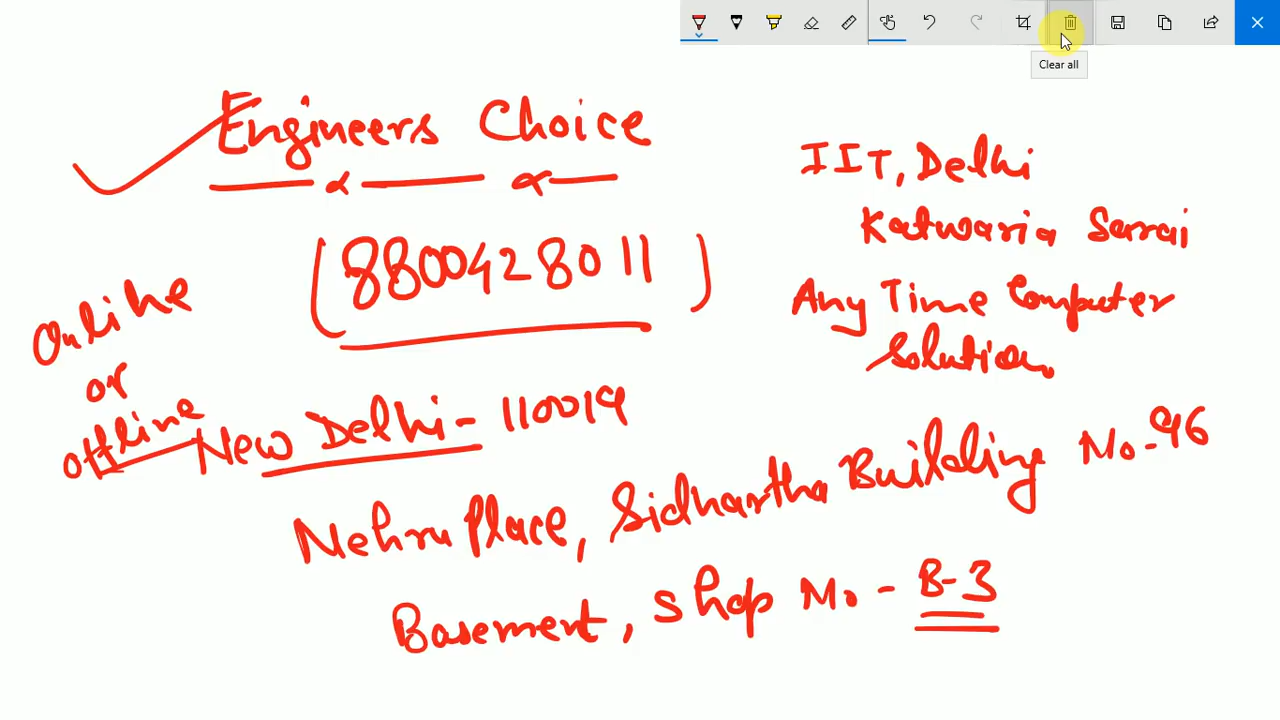 Clear all
Engineers Choice
(8800428011)
Online
or
offline
New Delhi - 110019
IIT, Delhi
Katwaria Sarai
Any Time Computer
Solution
Nehru Place, Sidhartha Building No - 96
Basement, Shop No - B-3